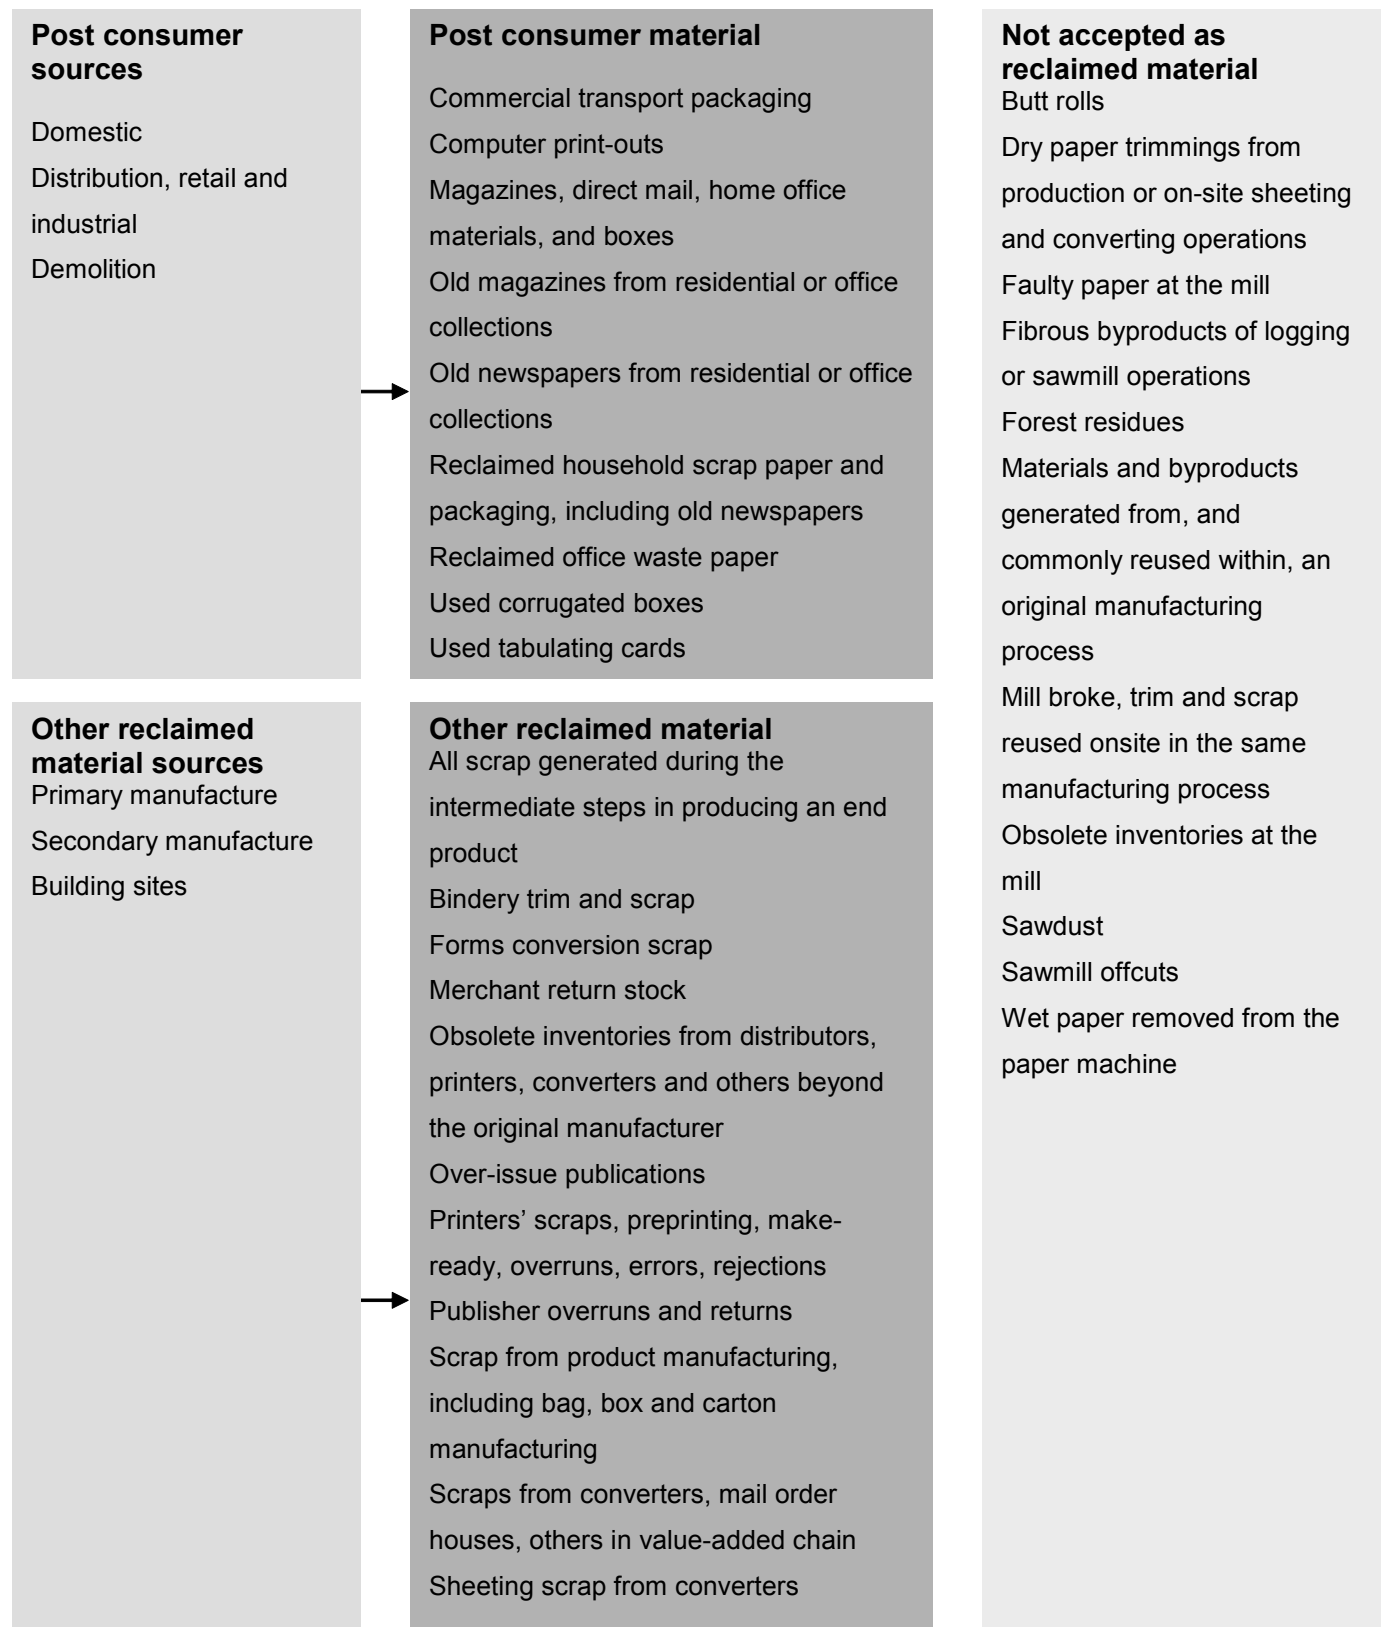 Post consumer
sources
Domestic
Distribution, retail and
industrial
Demolition
Post consumer material
Commercial transport packaging
Computer print-outs
Magazines, direct mail, home office
materials, and boxes
Old magazines from residential or office
collections
Old newspapers from residential or office
collections
Reclaimed household scrap paper and
packaging, including old newspapers
Reclaimed office waste paper
Used corrugated boxes
Used tabulating cards
Other reclaimed
material sources
Primary manufacture
Secondary manufacture
Building sites
Other reclaimed material
All scrap generated during the
intermediate steps in producing an end
product
Bindery trim and scrap
Forms conversion scrap
Merchant return stock
Obsolete inventories from distributors,
printers, converters and others beyond
the original manufacturer
Over-issue publications
Printers’ scraps, preprinting, make-
ready, overruns, errors, rejections
Publisher overruns and returns
Scrap from product manufacturing,
including bag, box and carton
manufacturing
Scraps from converters, mail order
houses, others in value-added chain
Sheeting scrap from converters
Not accepted as
reclaimed material
Butt rolls
Dry paper trimmings from
production or on-site sheeting
and converting operations
Faulty paper at the mill
Fibrous byproducts of logging
or sawmill operations
Forest residues
Materials and byproducts
generated from, and
commonly reused within, an
original manufacturing
process
Mill broke, trim and scrap
reused onsite in the same
manufacturing process
Obsolete inventories at the
mill
Sawdust
Sawmill offcuts
Wet paper removed from the
paper machine